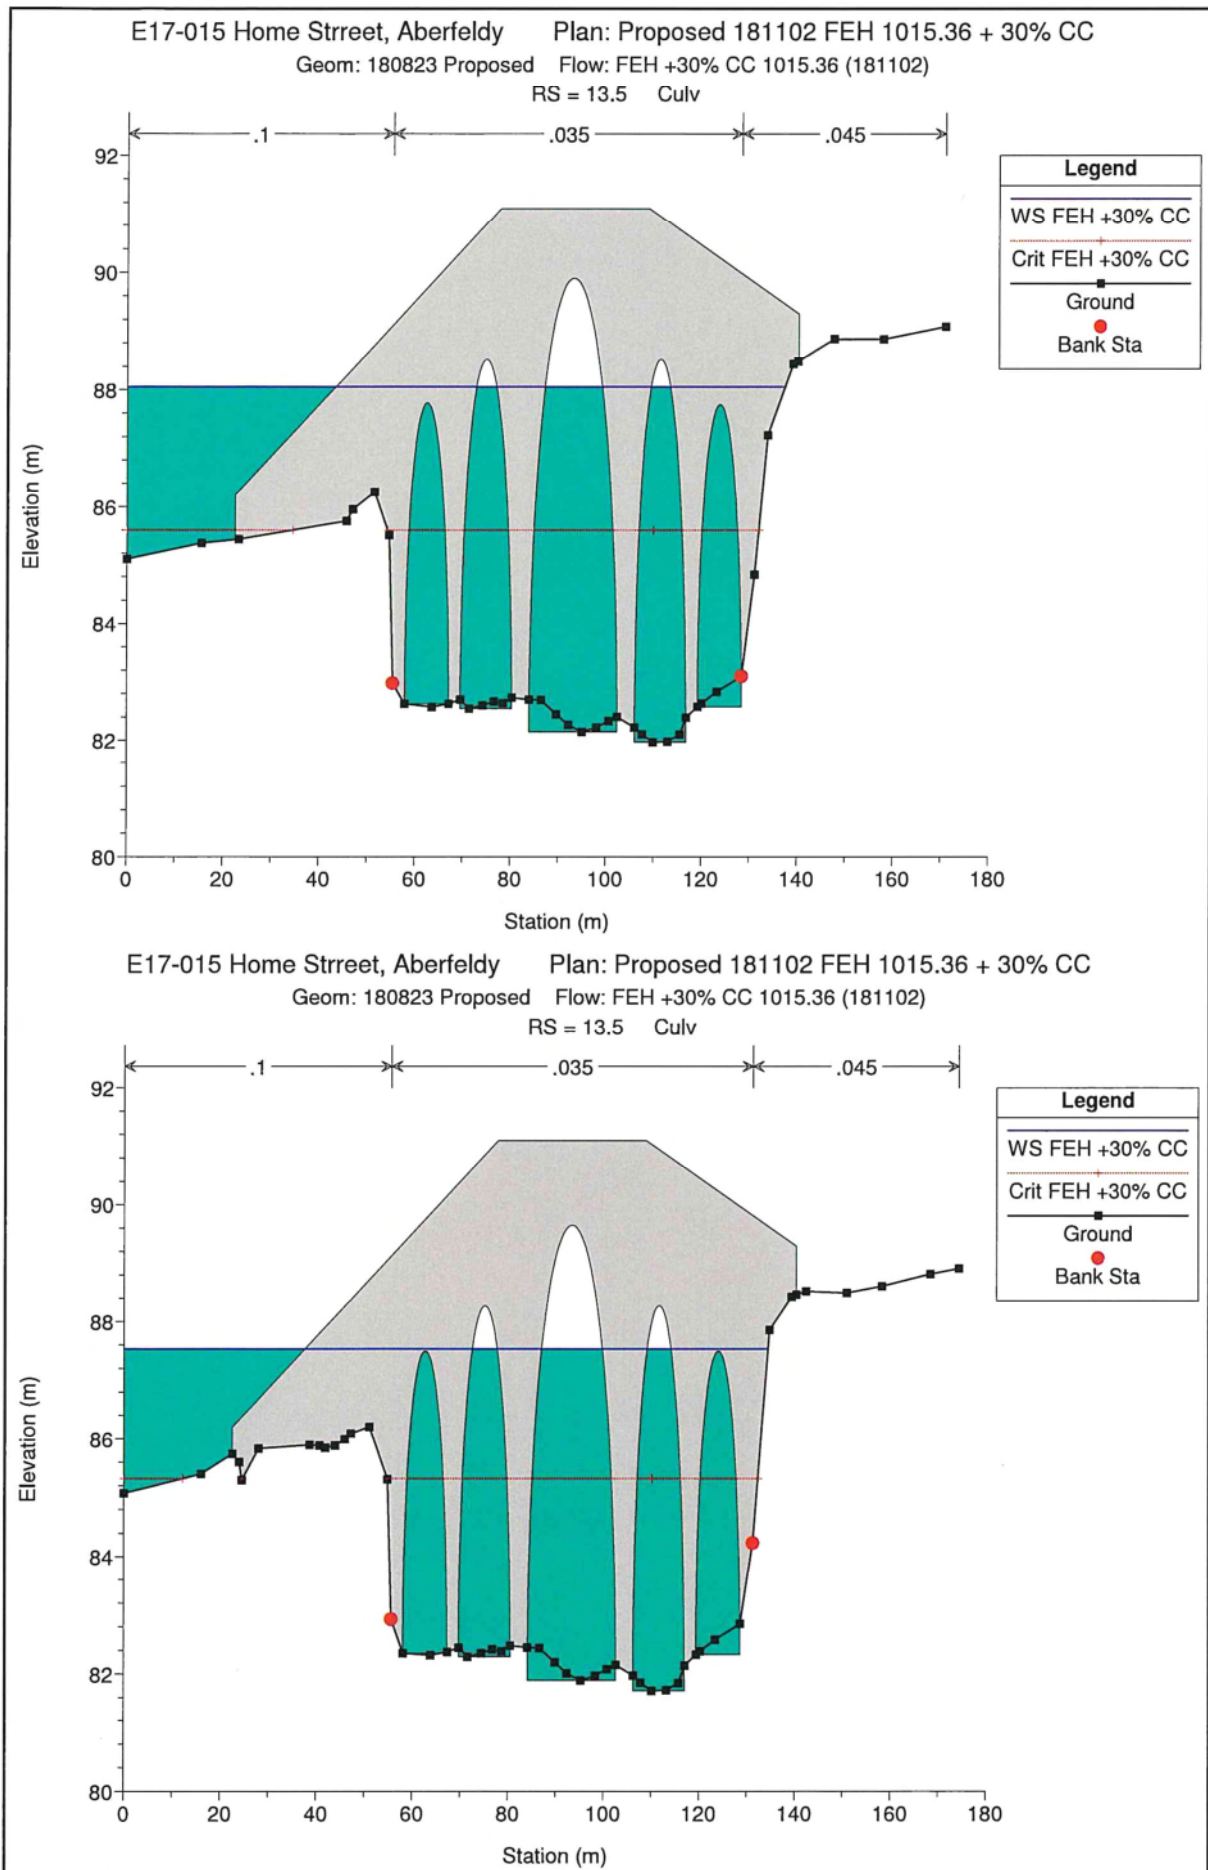 E17-015 Home Strreet, Aberfeldy Plan: Proposed 181102 FEH 1015.36 + 30% CC
Geom: 180823 Proposed Flow: FEH +30% CC 1015.36 (181102)
RS = 13.5 Culv
.1 .035 .045
92
90
88
86
84
82
80
Elevation (m)
0 20 40 60 80 100 120 140 160 180
Station (m)
Legend
WS FEH +30% CC
Crit FEH +30% CC
Ground
Bank Sta
E17-015 Home Strreet, Aberfeldy Plan: Proposed 181102 FEH 1015.36 + 30% CC
Geom: 180823 Proposed Flow: FEH +30% CC 1015.36 (181102)
RS = 13.5 Culv
.1 .035 .045
92
90
88
86
84
82
80
Elevation (m)
0 20 40 60 80 100 120 140 160 180
Station (m)
Legend
WS FEH +30% CC
Crit FEH +30% CC
Ground
Bank Sta